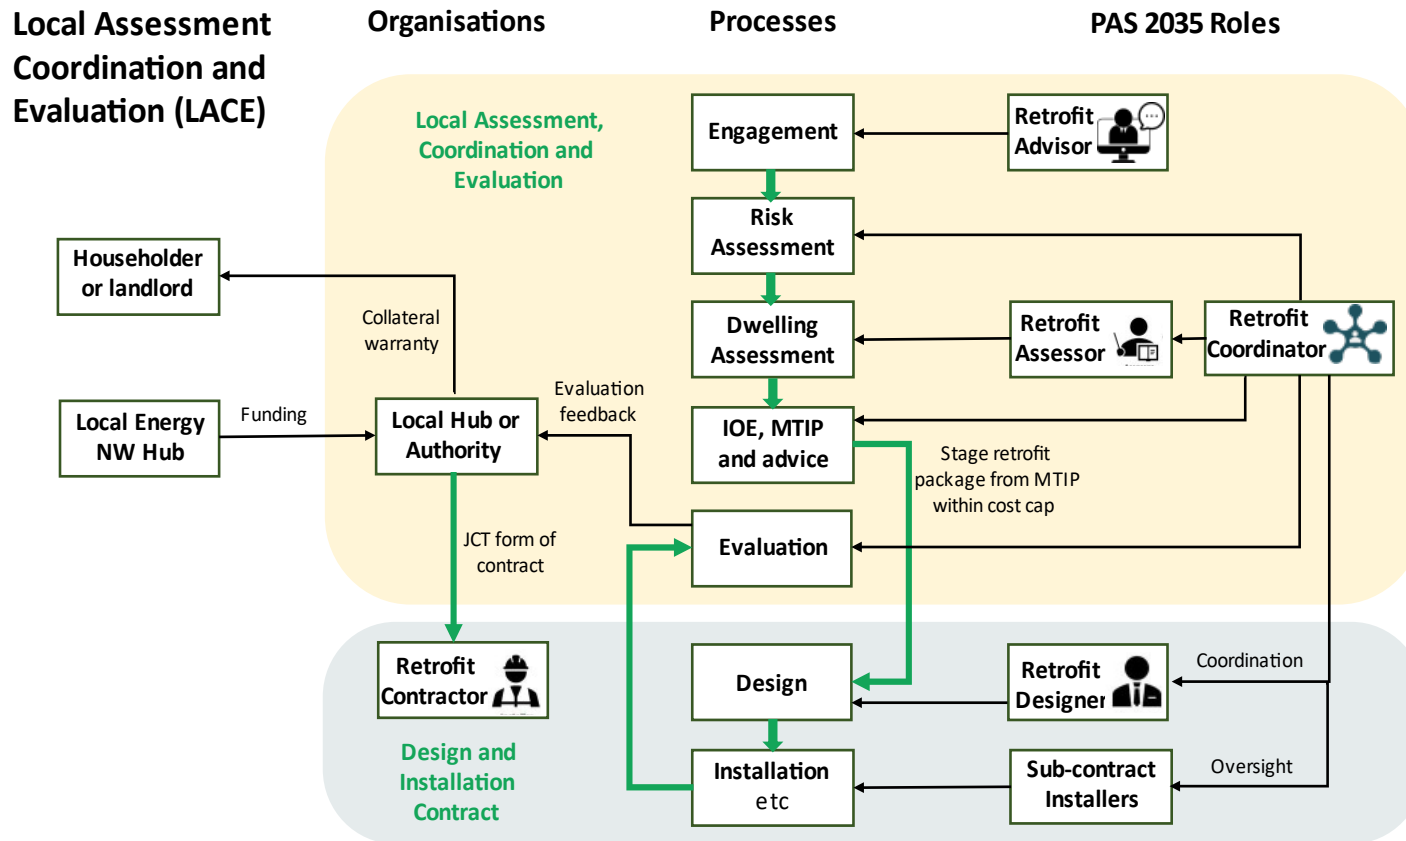 Local Assessment
Coordination and
Evaluation (LACE)
Organisations
Processes
PAS 2035 Roles
Local Assessment,
Coordination and
Evaluation
Engagement
Retrofit
Advisor
Risk
Assessment
Householder
or landlord
Collateral
warranty
Dwelling
Assessment
Retrofit
Assessor
Retrofit
Coordinator
Local Energy
NW Hub
Funding
Local Hub or
Authority
Evaluation
feedback
IOE, MTIP
and advice
Stage retrofit
package from MTIP
within cost cap
JCT form of
contract
Evaluation
Retrofit
Contractor
Design
Retrofit
Designer
Coordination
Design and
Installation
Contract
Installation
etc
Sub-contract
Installers
Oversight